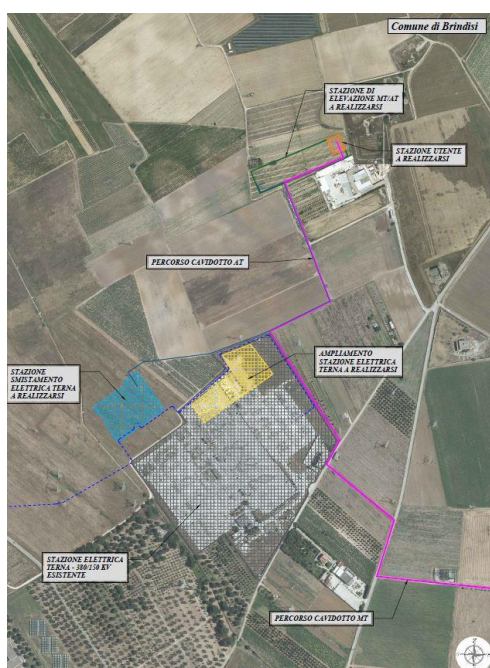 Comune di Brindisi
STAZIONE DI
ELEVAZIONE MT/AT
A REALIZZARSI
STAZIONE UTENTE
A REALIZZARSI
PERCORSO CAVIDOTTO AT
AMPLIAMENTO
STAZIONE ELETTRICA
TERNA A REALIZZARSI
STAZIONE
SMISTAMENTO
ELETTRICA TERNA
A REALIZZARSI
STAZIONE ELETTRICA
TERNA - 380/150 KV
ESISTENTE
PERCORSO CAVIDOTTO MT